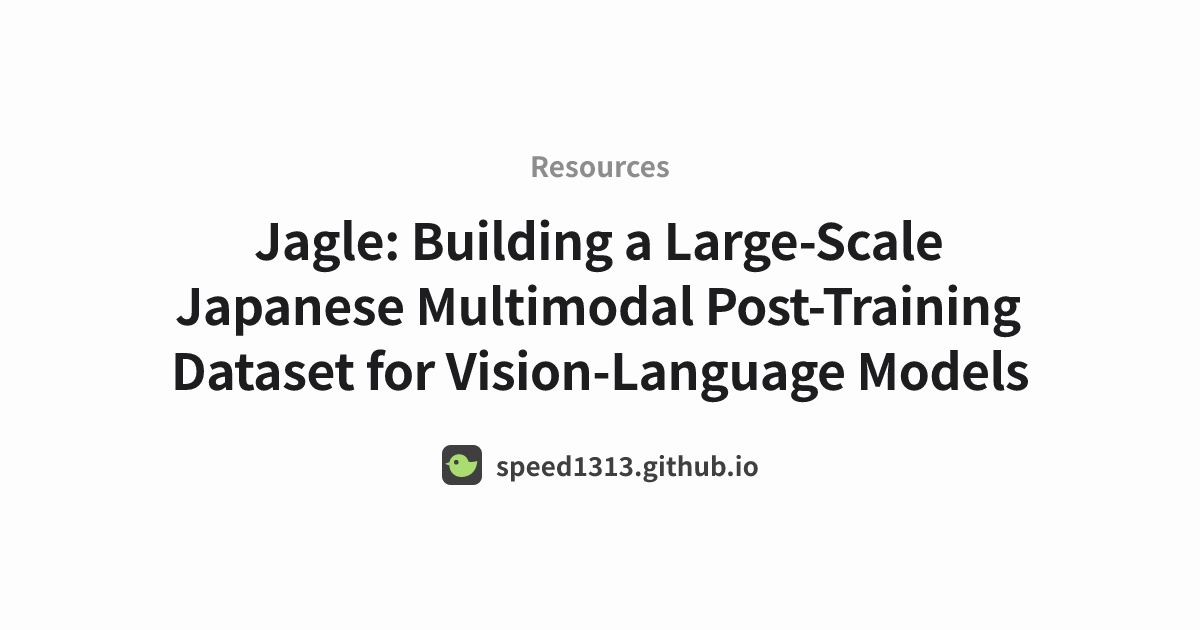 Resources
Jagle: Building a Large-Scale
Japanese Multimodal Post-Training
Dataset for Vision-Language Models
speed1313.github.io